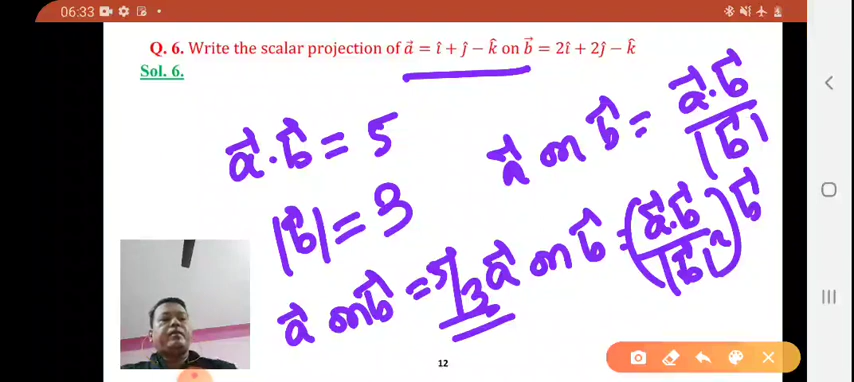 06:33
Q. 6. Write the scalar projection of a⃗ = î + ĵ − k̂ on b⃗ = 2î + 2ĵ − k̂
Sol. 6.
a⃗ on b⃗ = a⃗.b⃗ / |b⃗|
a⃗.b⃗ = 5
|b⃗| = 3
a⃗ on b⃗ = (a⃗.b⃗ / |b⃗|²) b⃗
a⃗ on b⃗ = 5/3
12